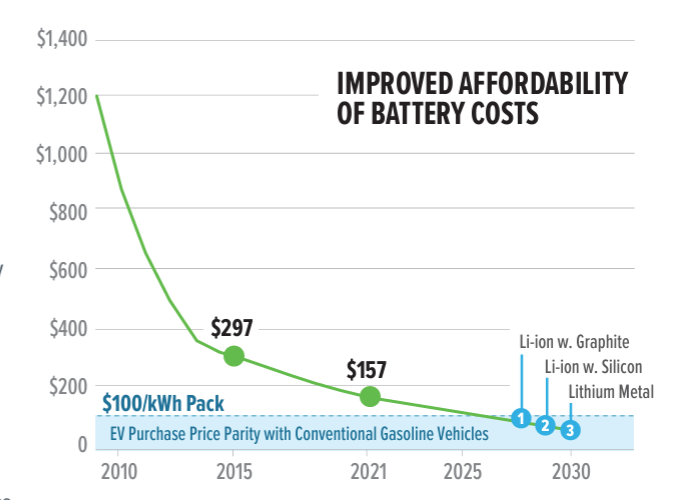 $1,400
IMPROVED AFFORDABILITY
OF BATTERY COSTS
$1,200
$1,000
$800
$600
$400
$297
$157
Li-ion w. Graphite
Li-ion w. Silicon
Lithium Metal
$200
$100/kWh Pack
1
2
3
EV Purchase Price Parity with Conventional Gasoline Vehicles
0
2010
2015
2021
2025
2030